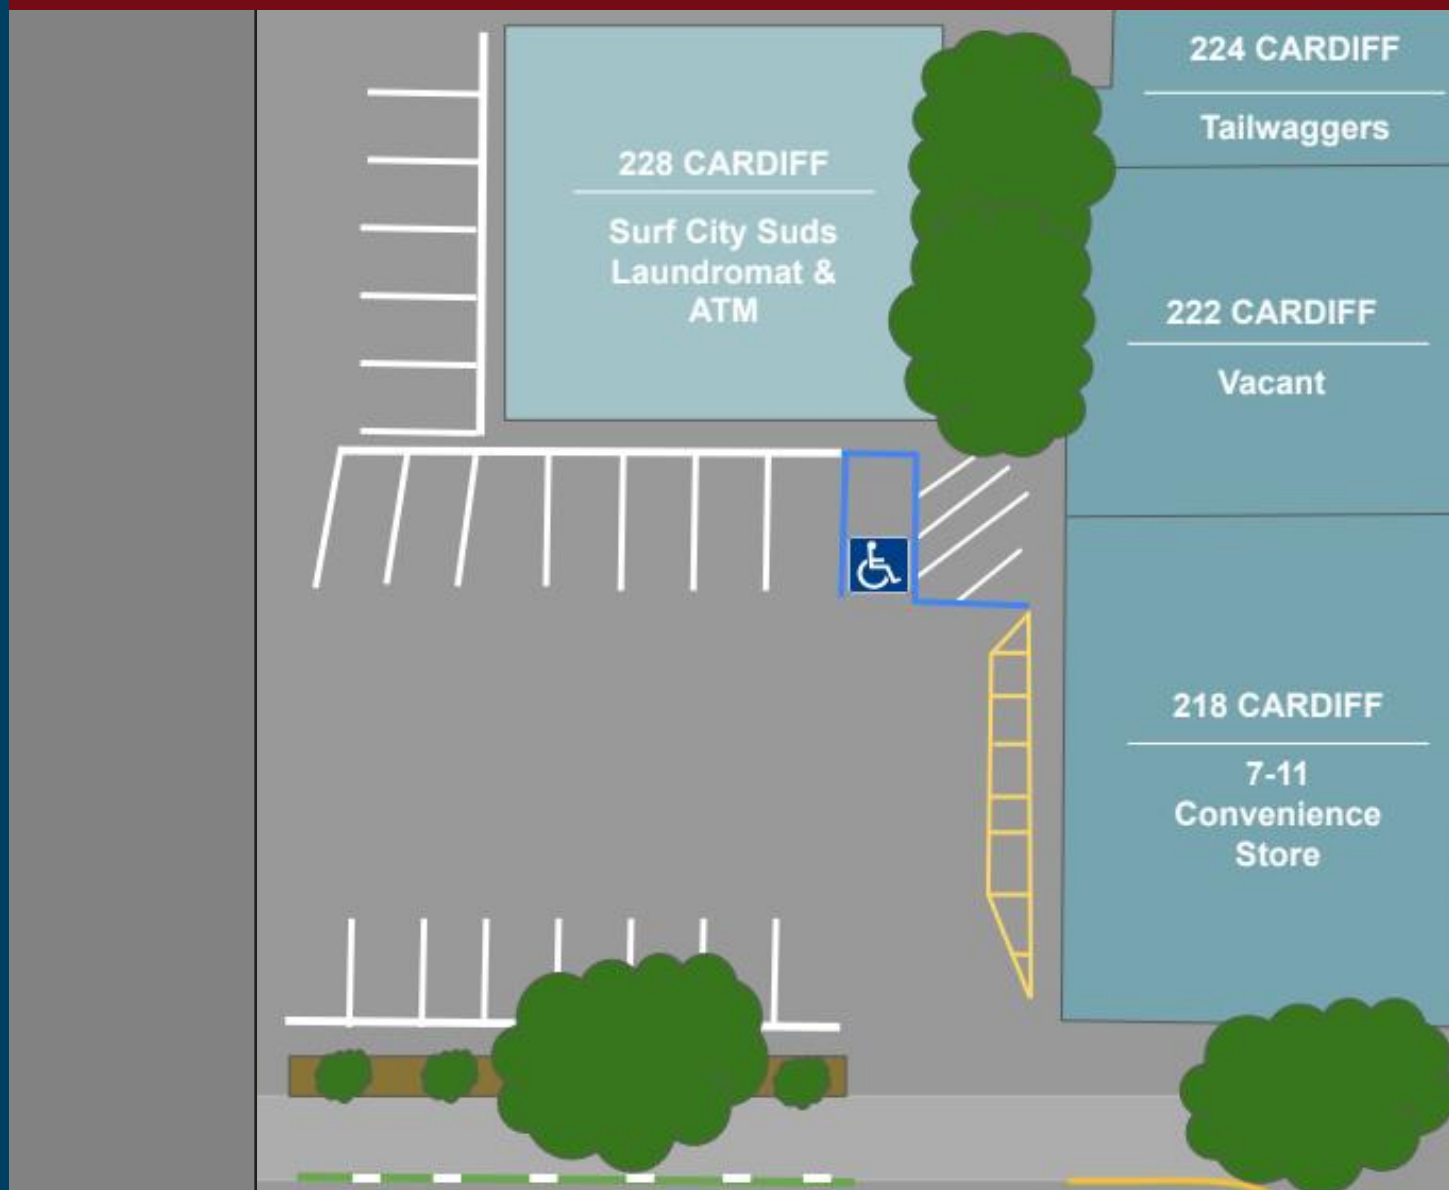 224 CARDIFF
Tailwaggers
228 CARDIFF
Surf City Suds
Laundromat &
ATM
222 CARDIFF
Vacant
218 CARDIFF
7-11
Convenience
Store